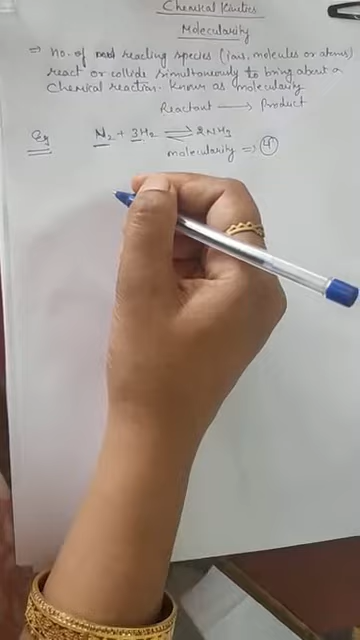 Chemical Kinetics
Molecularity
⇒ No. of reacting species (ions, molecules or atoms)
react or collide simultaneously to bring about a
chemical reaction. Known as molecularity
Reactant ⟶ Product
Eg N₂ + 3H₂ ⇌ 2NH₃
molecularity ⇒ 4